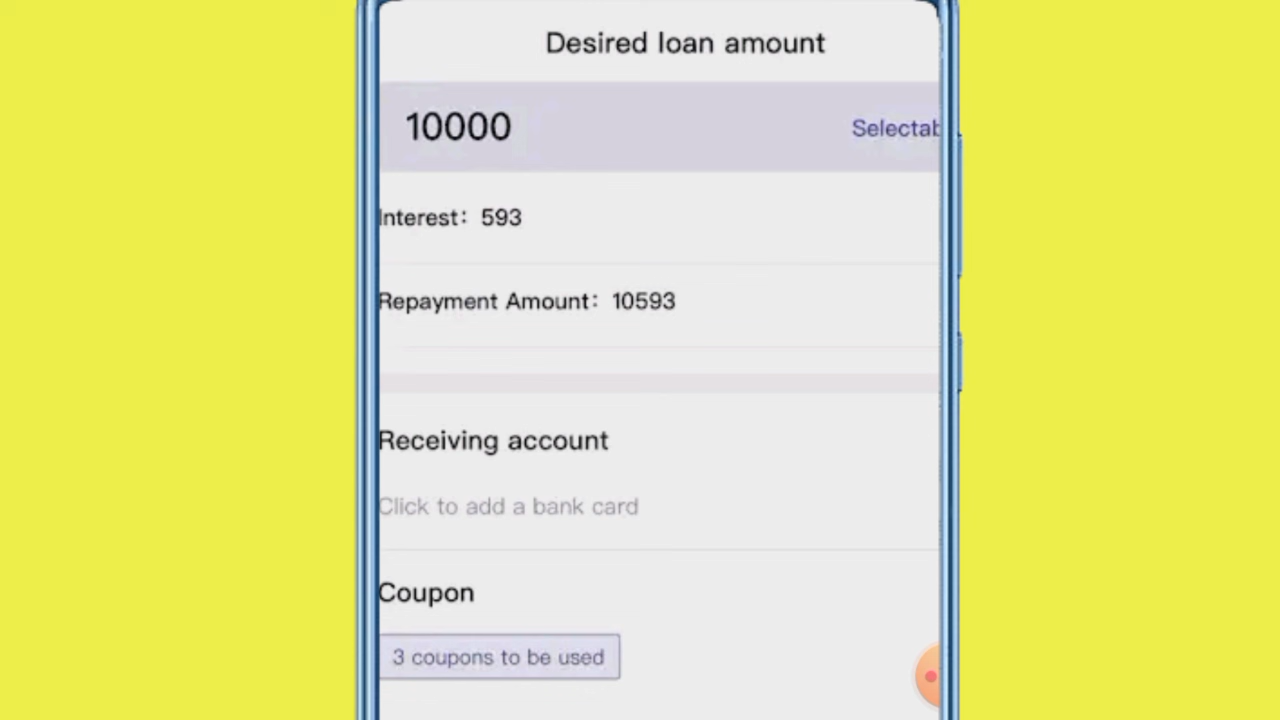 Desired loan amount
10000
Interest: 593
Repayment Amount: 10593
Receiving account
Click to add a bank card
Coupon
3 coupons to be used